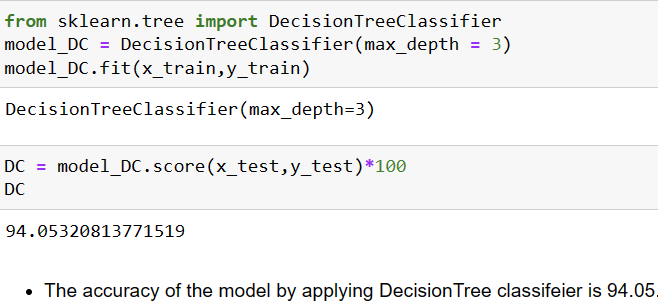 from sklearn.tree import DecisionTreeClassifier
model_DC = DecisionTreeClassifier(max_depth = 3)
model_DC.fit(x_train,y_train)
DecisionTreeClassifier(max_depth=3)
DC = model_DC.score(x_test,y_test)*100
DC
94.05320813771519
• The accuracy of the model by applying DecisionTree classifeier is 94.05.